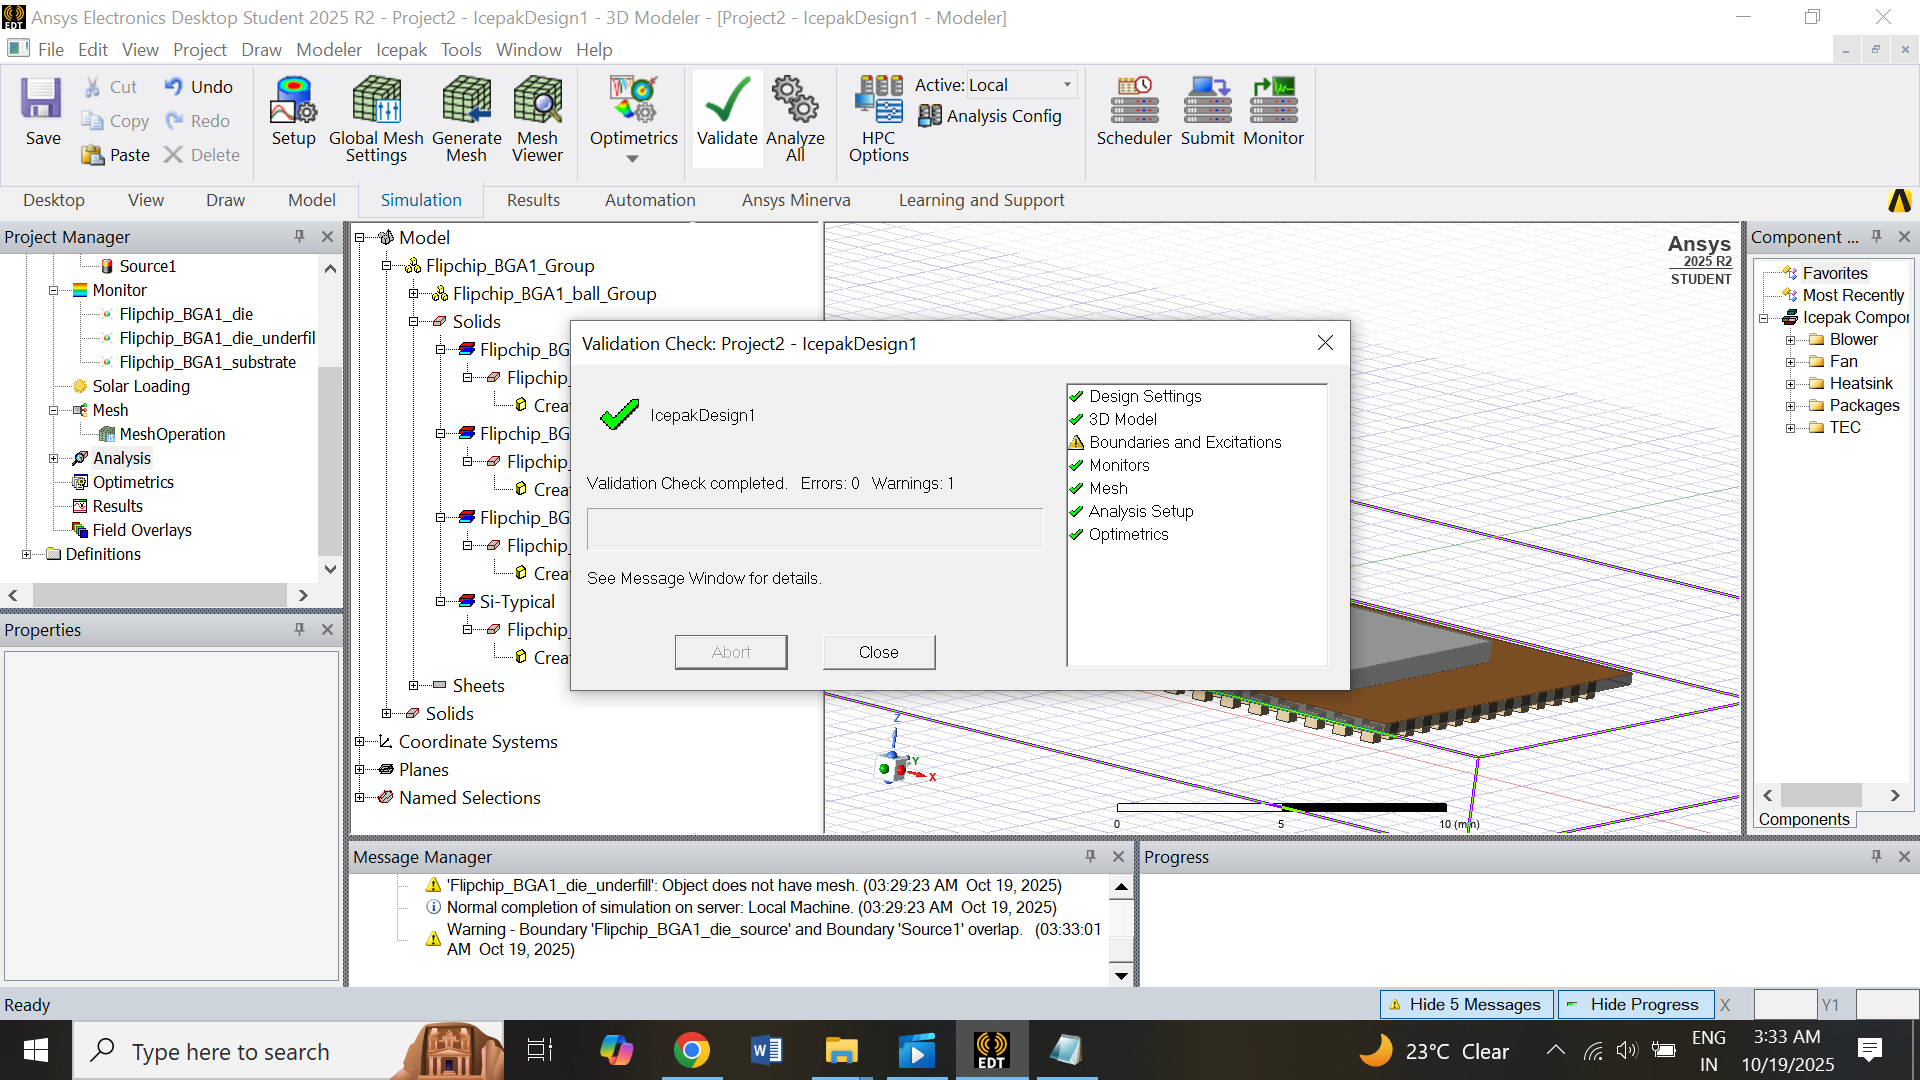 Ansys Electronics Desktop Student 2025 R2 - Project2 - IcepakDesign1 - 3D Modeler - [Project2 - IcepakDesign1 - Modeler]
File Edit View Project Draw Modeler Icepak Tools Window Help
Save
Cut
Copy
Paste
Undo
Redo
Delete
Setup
Global Mesh
Settings
Generate
Mesh
Mesh
Viewer
Optimetrics
Validate
Analyze
All
HPC
Options
Active: Local
Analysis Config
Scheduler
Submit
Monitor
Desktop View Draw Model Simulation Results Automation Ansys Minerva Learning and Support
Project Manager
Source1
Monitor
Flipchip_BGA1_die
Flipchip_BGA1_die_underfil
Flipchip_BGA1_substrate
Solar Loading
Mesh
MeshOperation
Analysis
Optimetrics
Results
Field Overlays
Definitions
Properties
Model
Flipchip_BGA1_Group
Flipchip_BGA1_ball_Group
Solids
Flipchip_BG
Flipchip_
Crea
Flipchip_BG
Flipchip_
Crea
Flipchip_BG
Flipchip_
Crea
Si-Typical
Flipchip_
Crea
Sheets
Solids
Coordinate Systems
Planes
Named Selections
Ansys
2025 R2
STUDENT
Z
Y
X
0 5 10 (mm)
Validation Check: Project2 - IcepakDesign1
IcepakDesign1
Validation Check completed. Errors: 0 Warnings: 1
See Message Window for details.
Abort
Close
Design Settings
3D Model
Boundaries and Excitations
Monitors
Mesh
Analysis Setup
Optimetrics
Component ...
Favorites
Most Recently
Icepak Compor
Blower
Fan
Heatsink
Packages
TEC
Components
Message Manager
'Flipchip_BGA1_die_underfill': Object does not have mesh. (03:29:23 AM Oct 19, 2025)
Normal completion of simulation on server: Local Machine. (03:29:23 AM Oct 19, 2025)
Warning - Boundary 'Flipchip_BGA1_die_source' and Boundary 'Source1' overlap. (03:33:01
AM Oct 19, 2025)
Progress
Ready
Hide 5 Messages
Hide Progress
X
Y1
Type here to search
EDT
23°C Clear
ENG
IN
3:33 AM
10/19/2025